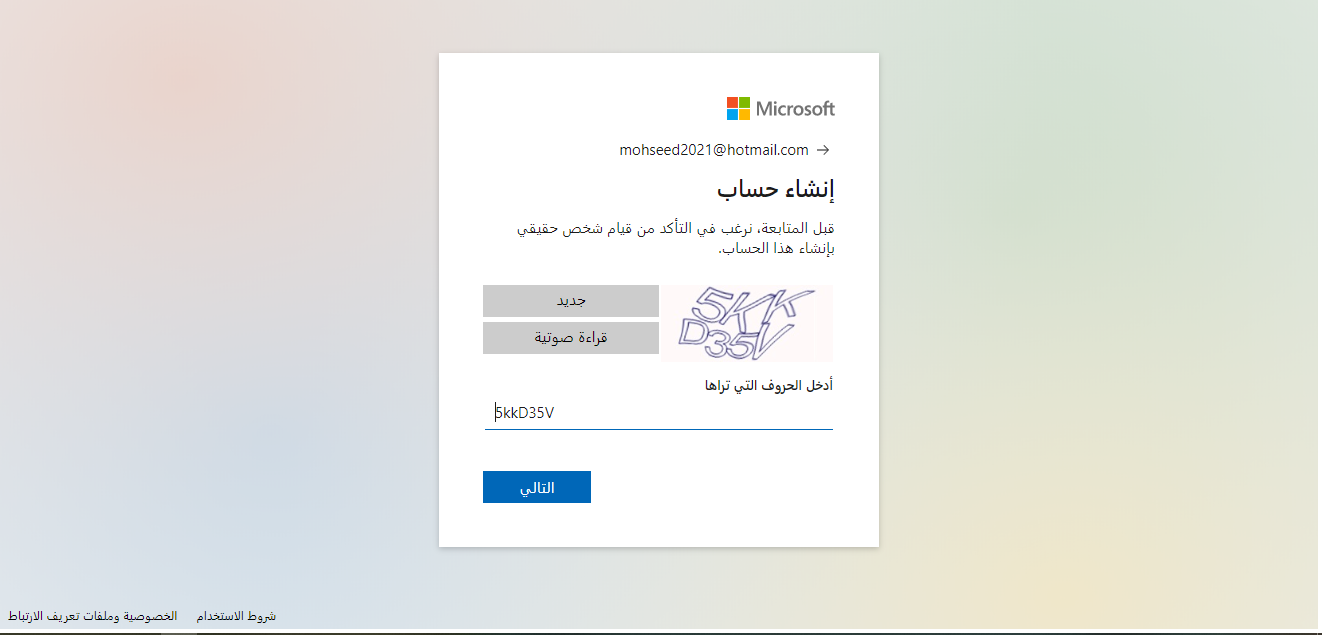 Microsoft
mohseed2021@hotmail.com
إنشاء حساب
قبل المتابعة، نرغب في التأكد من قيام شخص حقيقي
بإنشاء هذا الحساب.
5KK
D35V
جديد
قراءة صوتية
أدخل الحروف التي تراها
5kkD35V
التالي
شروط الاستخدام
الخصوصية وملفات تعريف الارتباط